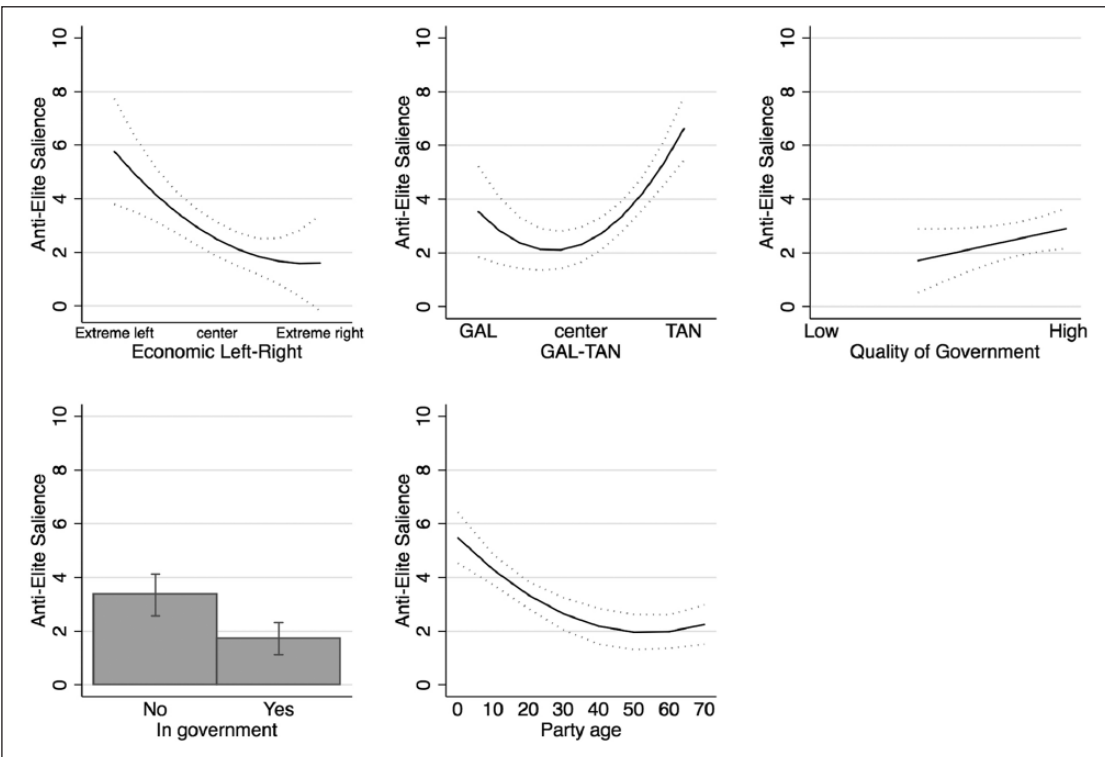 Anti-Elite Salience
10
8
6
4
2
0
Extreme left center Extreme right
Economic Left-Right
Anti-Elite Salience
10
8
6
4
2
0
GAL center TAN
GAL-TAN
Anti-Elite Salience
10
8
6
4
2
0
Low High
Quality of Government
Anti-Elite Salience
10
8
6
4
2
0
No Yes
In government
Anti-Elite Salience
10
8
6
4
2
0
0 10 20 30 40 50 60 70
Party age